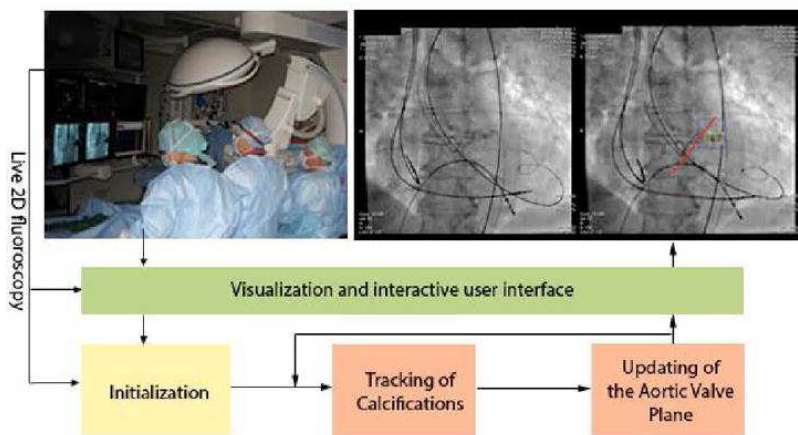 Live 2D fluoroscopy
Visualization and interactive user interface
Initialization
Tracking of
Calcifications
Updating of
the Aortic Valve
Plane